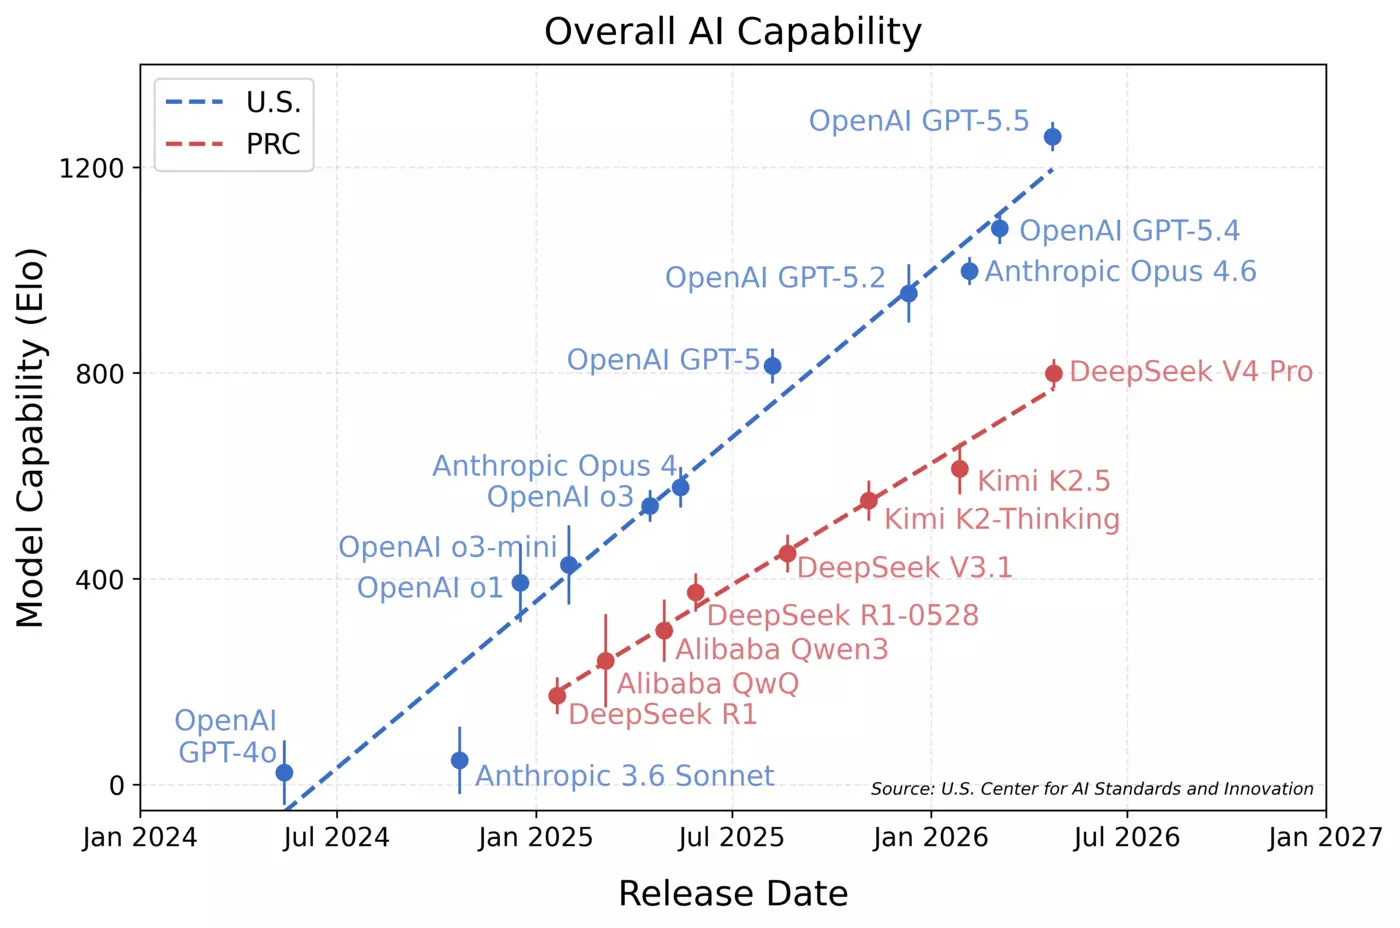 Overall AI Capability
U.S.
PRC
Model Capability (Elo)
1200
800
400
0
OpenAI GPT-5.5
OpenAI GPT-5.4
OpenAI GPT-5.2
Anthropic Opus 4.6
OpenAI GPT-5
DeepSeek V4 Pro
Anthropic Opus 4
OpenAI o3
Kimi K2.5
Kimi K2-Thinking
OpenAI o3-mini
OpenAI o1
DeepSeek V3.1
DeepSeek R1-0528
Alibaba Qwen3
Alibaba QwQ
DeepSeek R1
OpenAI
GPT-4o
Anthropic 3.6 Sonnet
Source: U.S. Center for AI Standards and Innovation
Jan 2024
Jul 2024
Jan 2025
Jul 2025
Jan 2026
Jul 2026
Jan 2027
Release Date